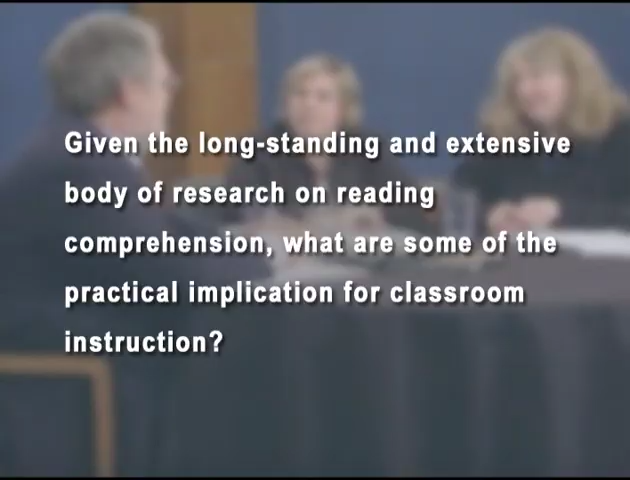 Given the long-standing and extensive
body of research on reading
comprehension, what are some of the
practical implication for classroom
instruction?